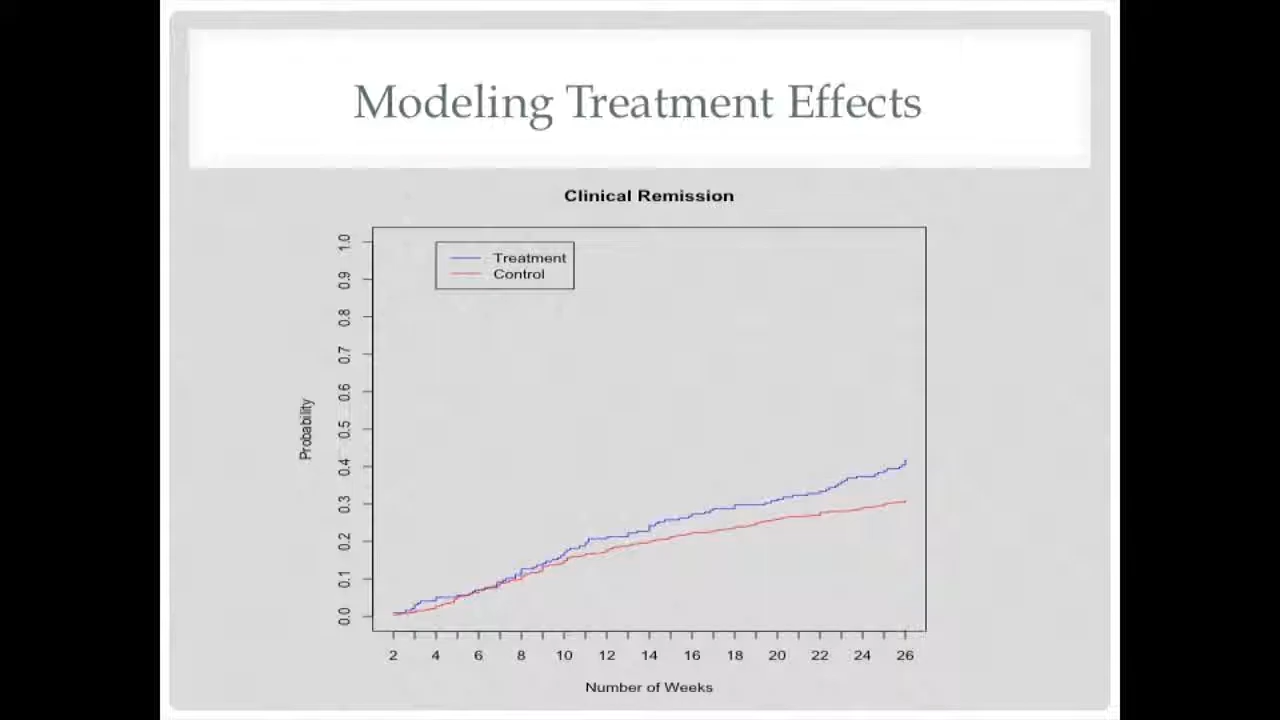 Modeling Treatment Effects
Clinical Remission
Treatment
Control
1.0
0.9
0.8
0.7
0.6
0.5
0.4
0.3
0.2
0.1
0.0
Probability
2 4 6 8 10 12 14 16 18 20 22 24 26
Number of Weeks